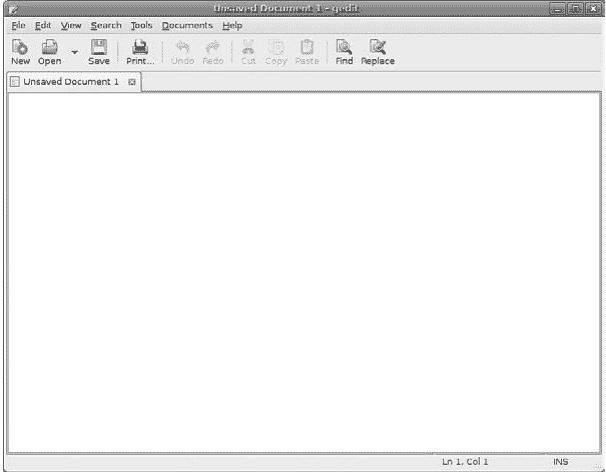 Unsaved Document 1 - gedit
File Edit View Search Tools Documents Help
New Open Save Print... Undo Redo Cut Copy Paste Find Replace
Unsaved Document 1
Ln 1, Col 1 INS